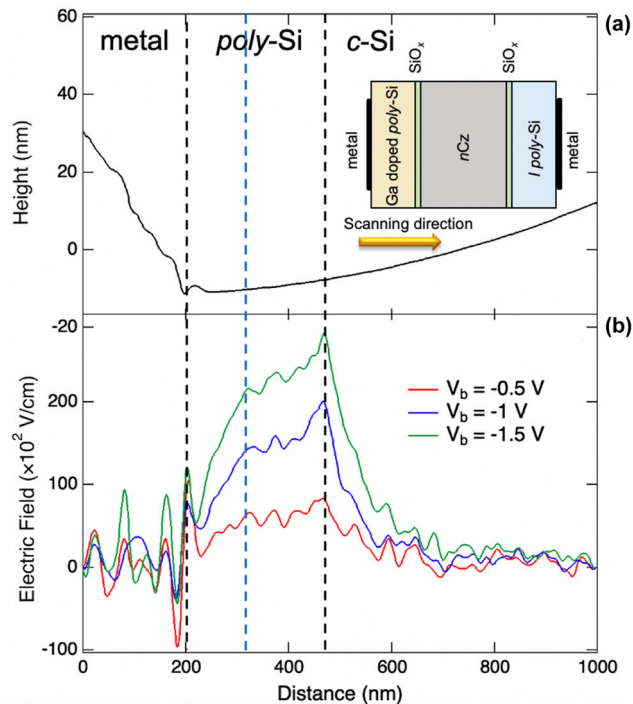 (a)
metal poly-Si c-Si
60
40
20
0
-20
Height (nm)
SiOx SiOx
metal
Ga doped poly-Si
nCz
I poly-Si
metal
Scanning direction
(b)
200
100
0
-100
Electric Field (×10² V/cm)
Vb = -0.5 V
Vb = -1 V
Vb = -1.5 V
0 200 400 600 800 1000
Distance (nm)